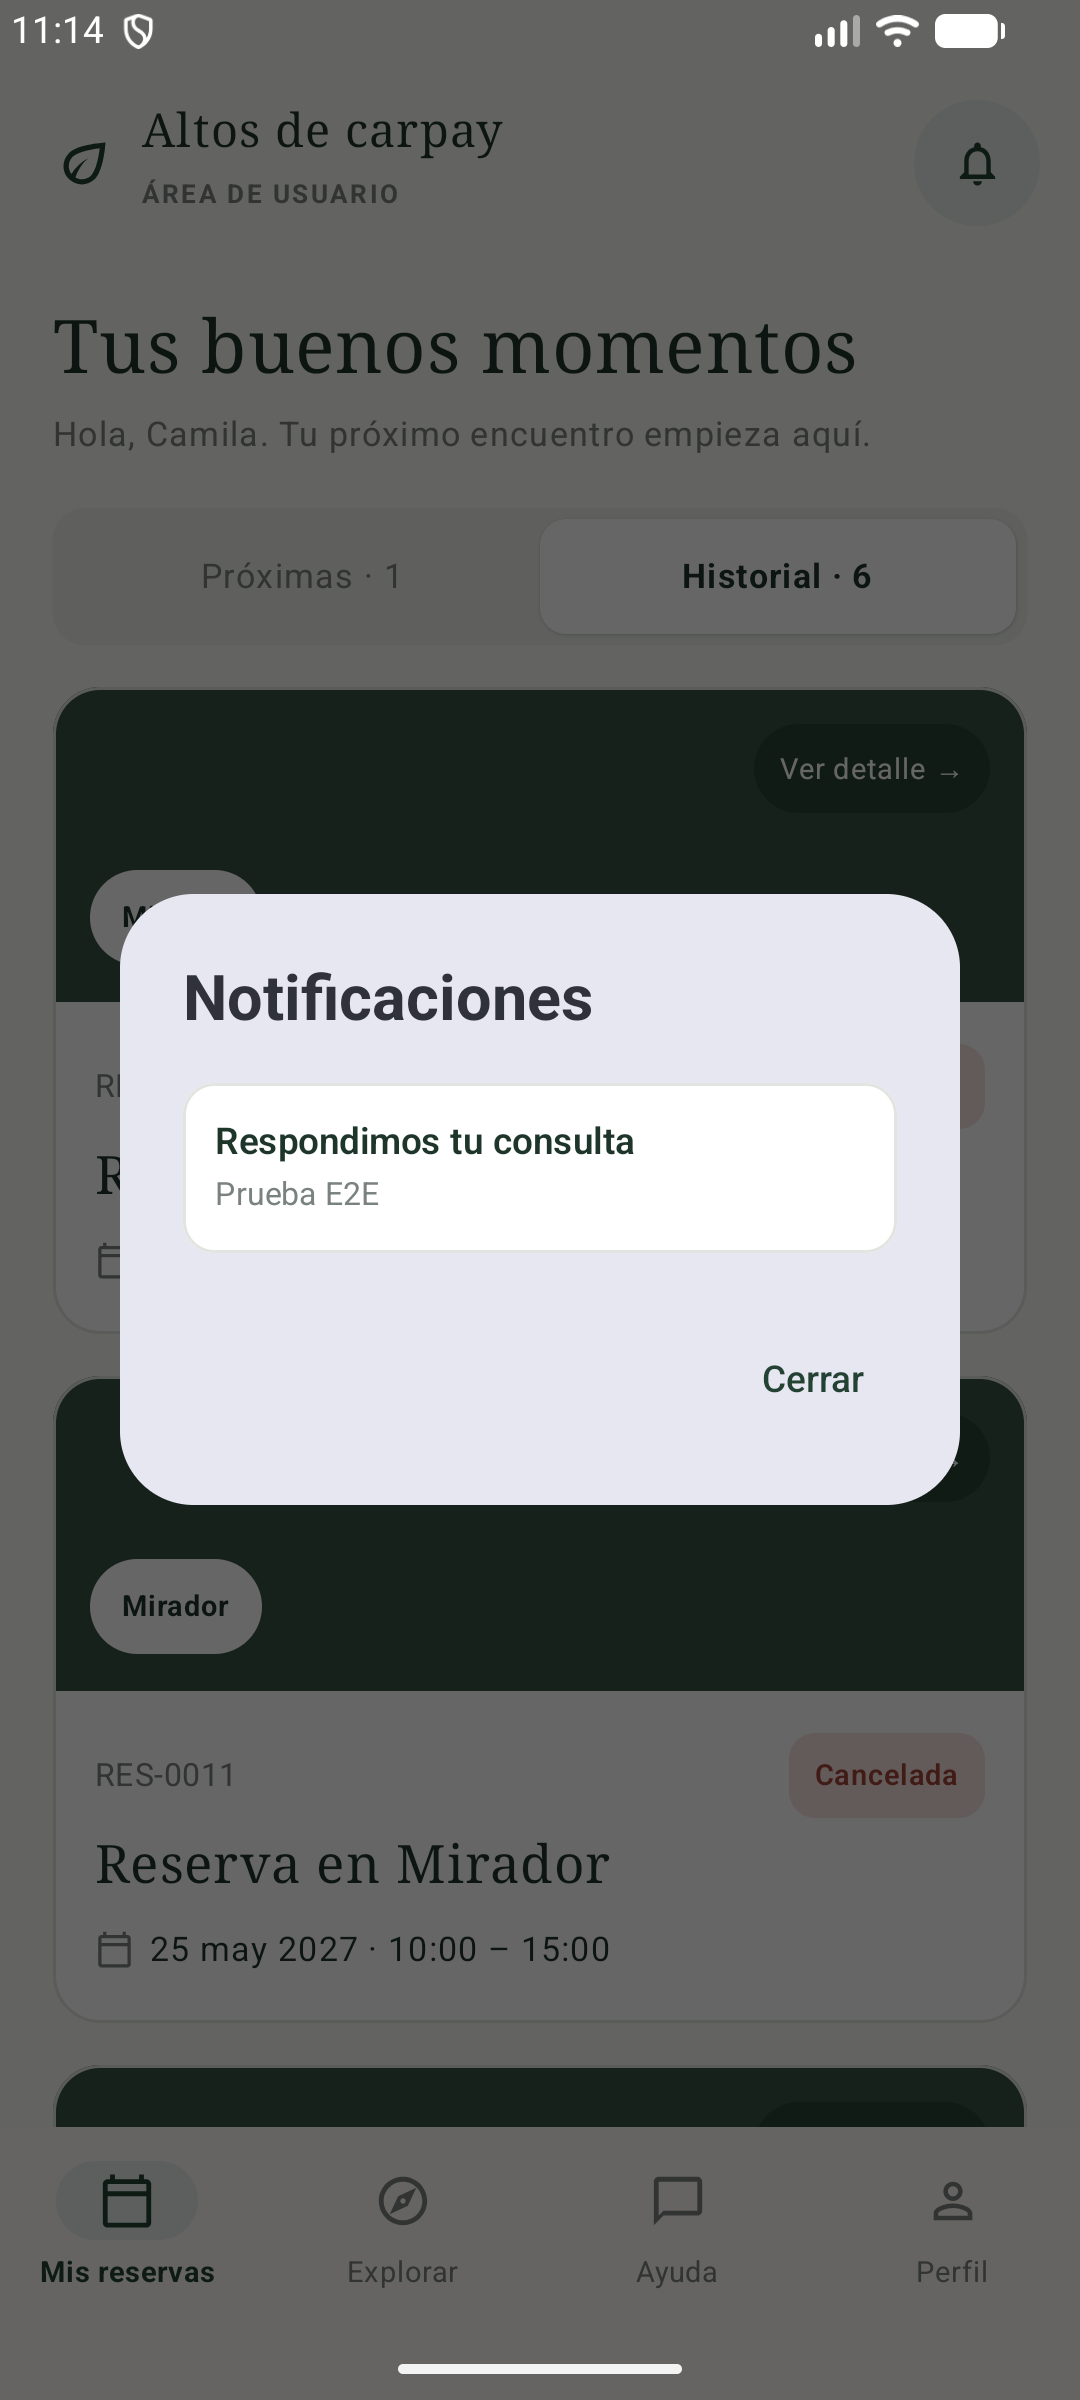 11:14
Altos de carpay
ÁREA DE USUARIO
Tus buenos momentos
Hola, Camila. Tu próximo encuentro empieza aquí.
Próximas · 1
Historial · 6
Ver detalle →
Notificaciones
Respondimos tu consulta
Prueba E2E
Cerrar
Mirador
RES-0011
Cancelada
Reserva en Mirador
25 may 2027 · 10:00 – 15:00
Mis reservas
Explorar
Ayuda
Perfil